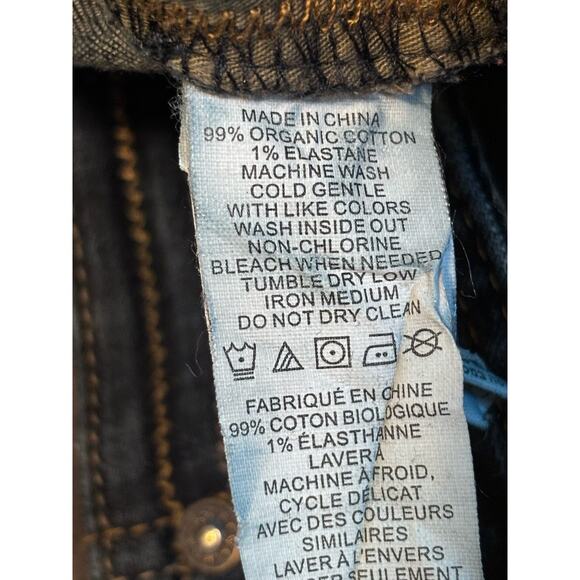 MADE IN CHINA
99% ORGANIC COTTON
1% ELASTANE
MACHINE WASH
COLD GENTLE
WITH LIKE COLORS
WASH INSIDE OUT
NON-CHLORINE
BLEACH WHEN NEEDED
TUMBLE DRY LOW
IRON MEDIUM
DO NOT DRY CLEAN
FABRIQUÉ EN CHINE
99% COTON BIOLOGIQUE
1% ÉLASTHANNE
LAVER À
MACHINE À FROID,
CYCLE DÉLICAT
AVEC DES COULEURS
SIMILAIRES
LAVER À L'ENVERS
SEULEMENT